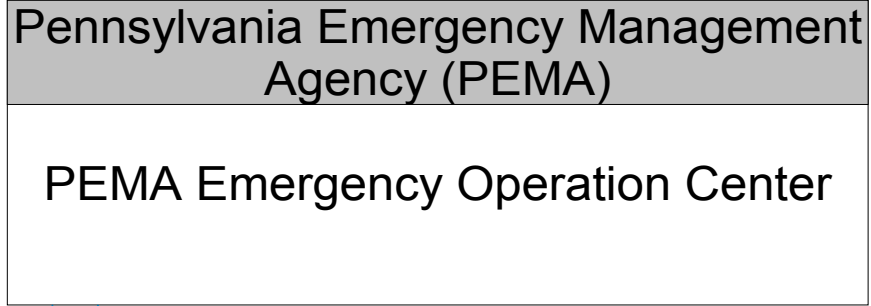 Pennsylvania Emergency Management
Agency (PEMA)
PEMA Emergency Operation Center